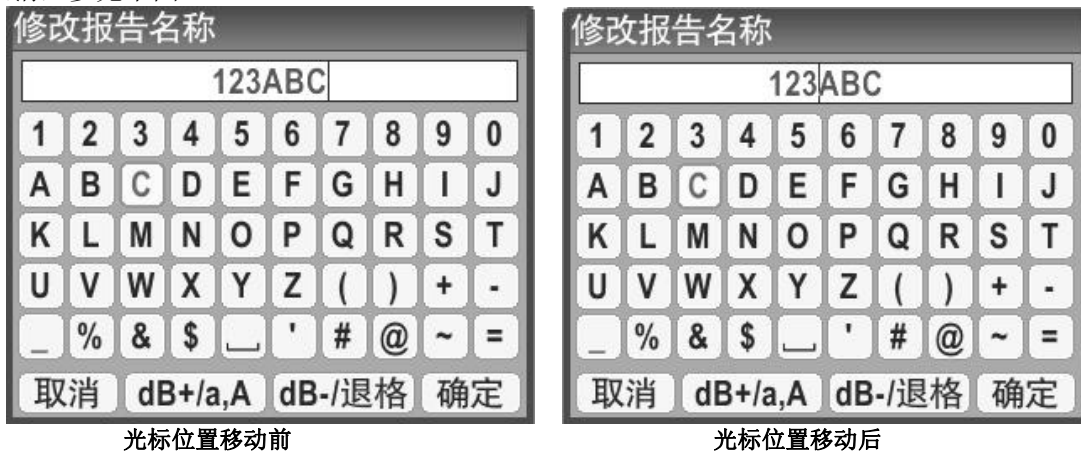 修改报告名称
123ABC
1 2 3 4 5 6 7 8 9 0
A B C D E F G H I J
K L M N O P Q R S T
U V W X Y Z ( ) + -
_ % & $ ⎵ ' # @ ~ =
取消 dB+/a,A dB-/退格 确定
光标位置移动前
修改报告名称
123ABC
1 2 3 4 5 6 7 8 9 0
A B C D E F G H I J
K L M N O P Q R S T
U V W X Y Z ( ) + -
_ % & $ ⎵ ' # @ ~ =
取消 dB+/a,A dB-/退格 确定
光标位置移动后